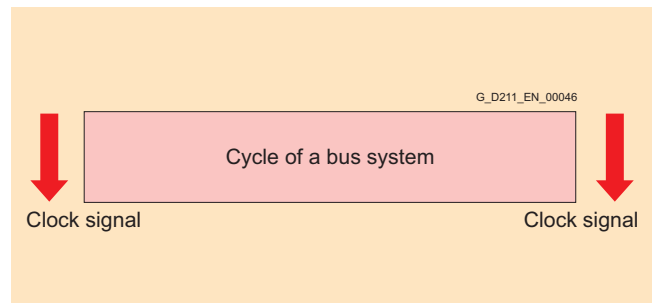 G_D211_EN_00046
Cycle of a bus system
Clock signal
Clock signal